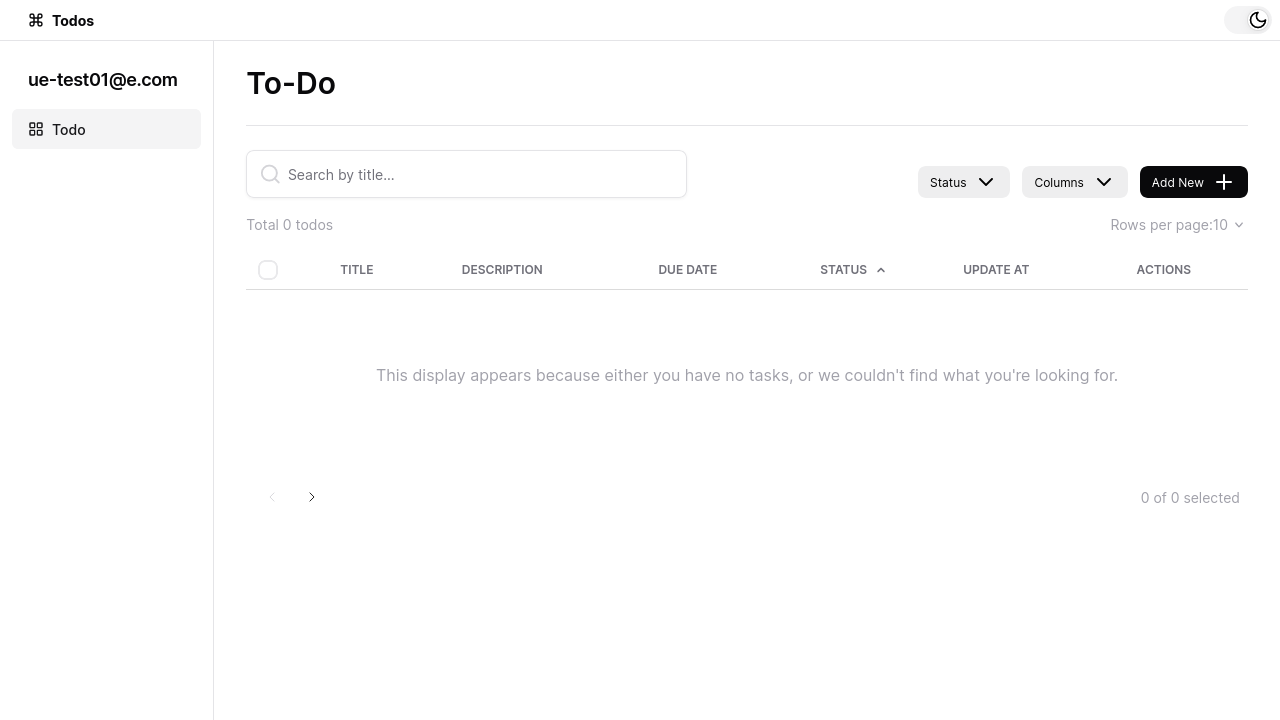 Todos
ue-test01@e.com
Todo
To-Do
Search by title...
Status
Columns
Add New
Total 0 todos
Rows per page:10
TITLE DESCRIPTION DUE DATE STATUS UPDATE AT ACTIONS
This display appears because either you have no tasks, or we couldn't find what you're looking for.
0 of 0 selected